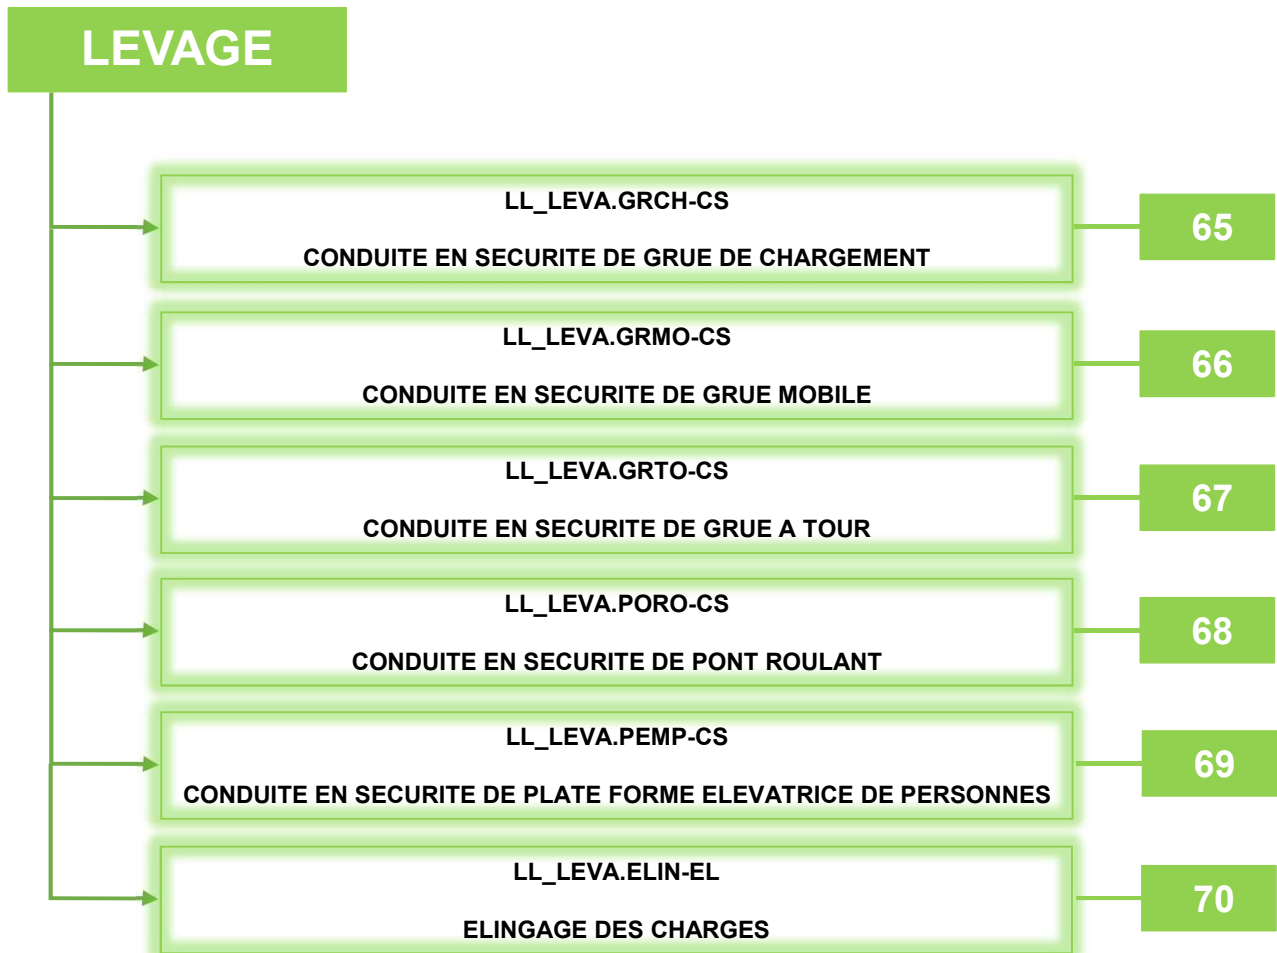 LEVAGE
LL_LEVA.GRCH-CS
CONDUITE EN SECURITE DE GRUE DE CHARGEMENT
65
LL_LEVA.GRMO-CS
CONDUITE EN SECURITE DE GRUE MOBILE
66
LL_LEVA.GRTO-CS
CONDUITE EN SECURITE DE GRUE A TOUR
67
LL_LEVA.PORO-CS
CONDUITE EN SECURITE DE PONT ROULANT
68
LL_LEVA.PEMP-CS
CONDUITE EN SECURITE DE PLATE FORME ELEVATRICE DE PERSONNES
69
LL_LEVA.ELIN-EL
ELINGAGE DES CHARGES
70